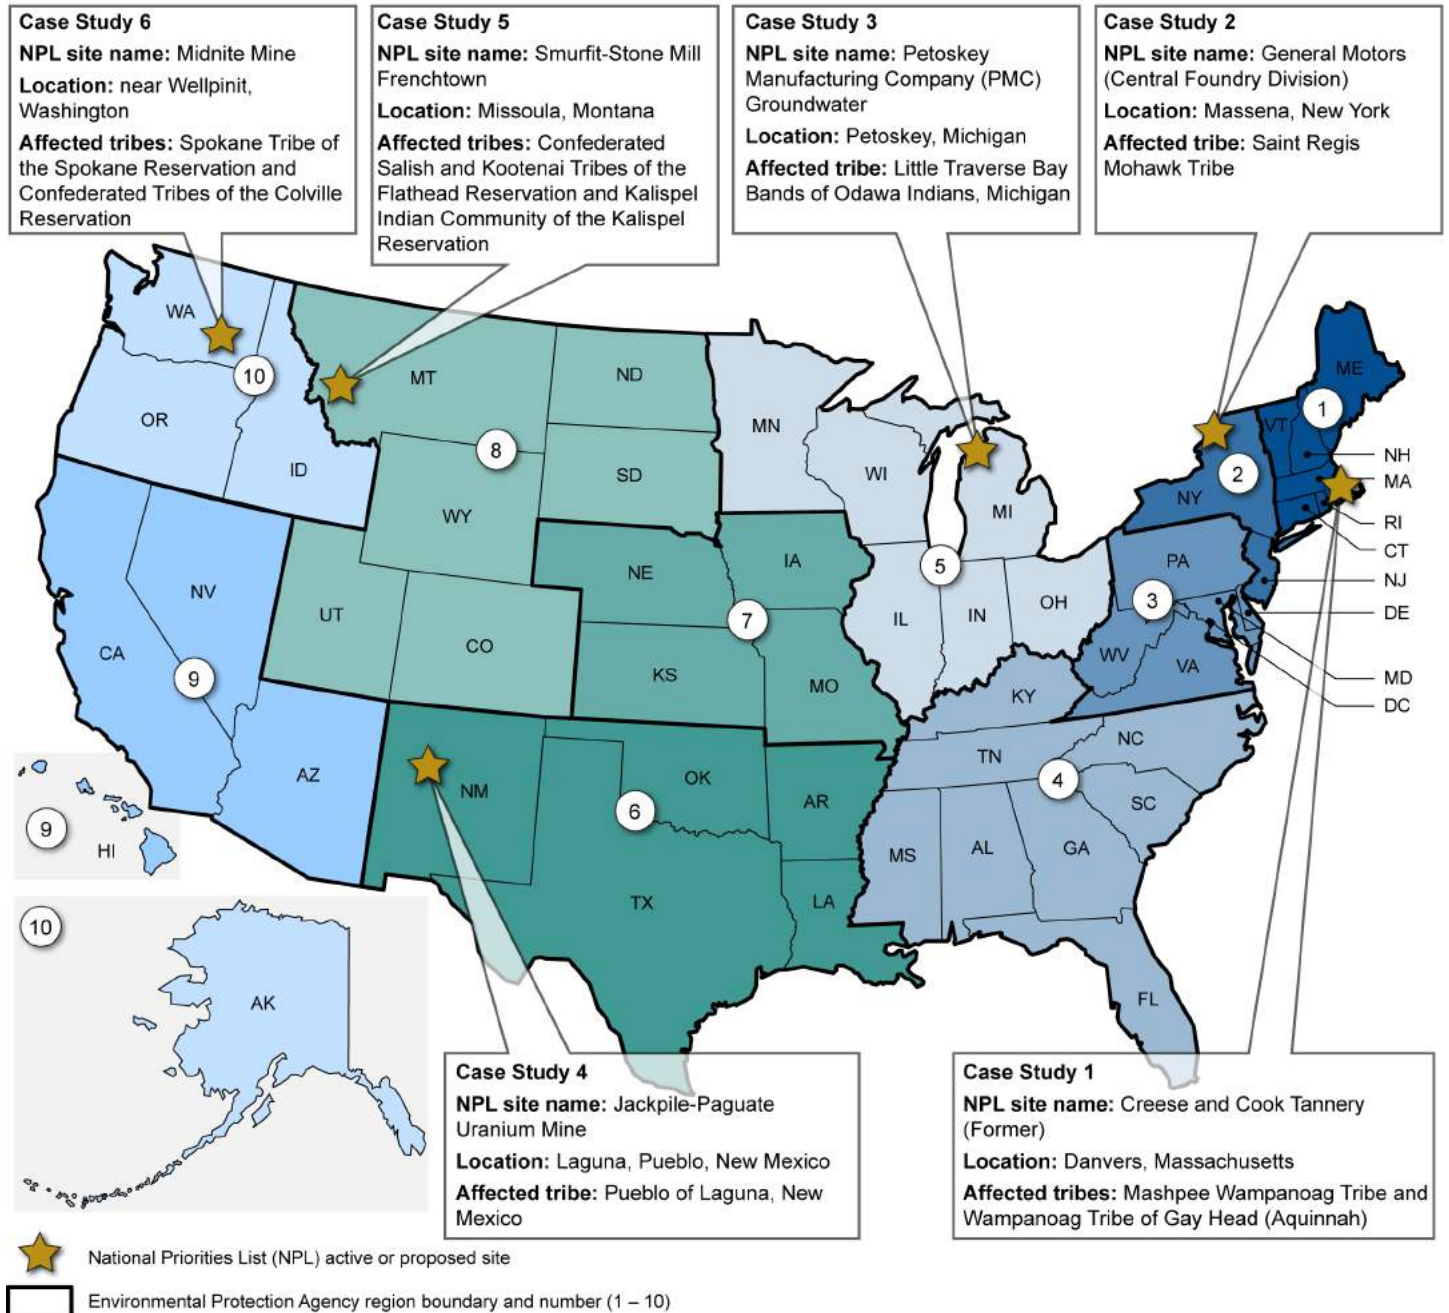 Case Study 6
NPL site name: Midnite Mine
Location: near Wellpinit,
Washington
Affected tribes: Spokane Tribe of
the Spokane Reservation and
Confederated Tribes of the Colville
Reservation
Case Study 5
NPL site name: Smurfit-Stone Mill
Frenchtown
Location: Missoula, Montana
Affected tribes: Confederated
Salish and Kootenai Tribes of the
Flathead Reservation and Kalispel
Indian Community of the Kalispel
Reservation
Case Study 3
NPL site name: Petoskey
Manufacturing Company (PMC)
Groundwater
Location: Petoskey, Michigan
Affected tribe: Little Traverse Bay
Bands of Odawa Indians, Michigan
Case Study 2
NPL site name: General Motors
(Central Foundry Division)
Location: Massena, New York
Affected tribe: Saint Regis
Mohawk Tribe
WA
10
OR
ID
MT
8
WY
ND
SD
UT
CO
NV
CA
9
AZ
NE
KS
7
IA
MO
MN
WI
MI
5
IL
IN
OH
ME
1
VT
2
NY
NH
MA
RI
CT
NJ
DE
MD
DC
PA
3
WV
VA
KY
TN
NC
4
SC
MS
AL
GA
FL
NM
OK
6
AR
TX
LA
9
HI
10
AK
Case Study 4
NPL site name: Jackpile-Paguate
Uranium Mine
Location: Laguna, Pueblo, New Mexico
Affected tribe: Pueblo of Laguna, New
Mexico
Case Study 1
NPL site name: Creese and Cook Tannery
(Former)
Location: Danvers, Massachusetts
Affected tribes: Mashpee Wampanoag Tribe and
Wampanoag Tribe of Gay Head (Aquinnah)
National Priorities List (NPL) active or proposed site
Environmental Protection Agency region boundary and number (1 – 10)